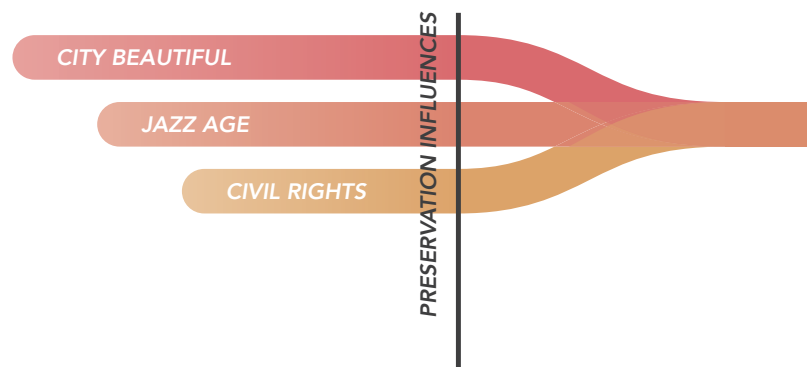 CITY BEAUTIFUL
JAZZ AGE
CIVIL RIGHTS
PRESERVATION INFLUENCES